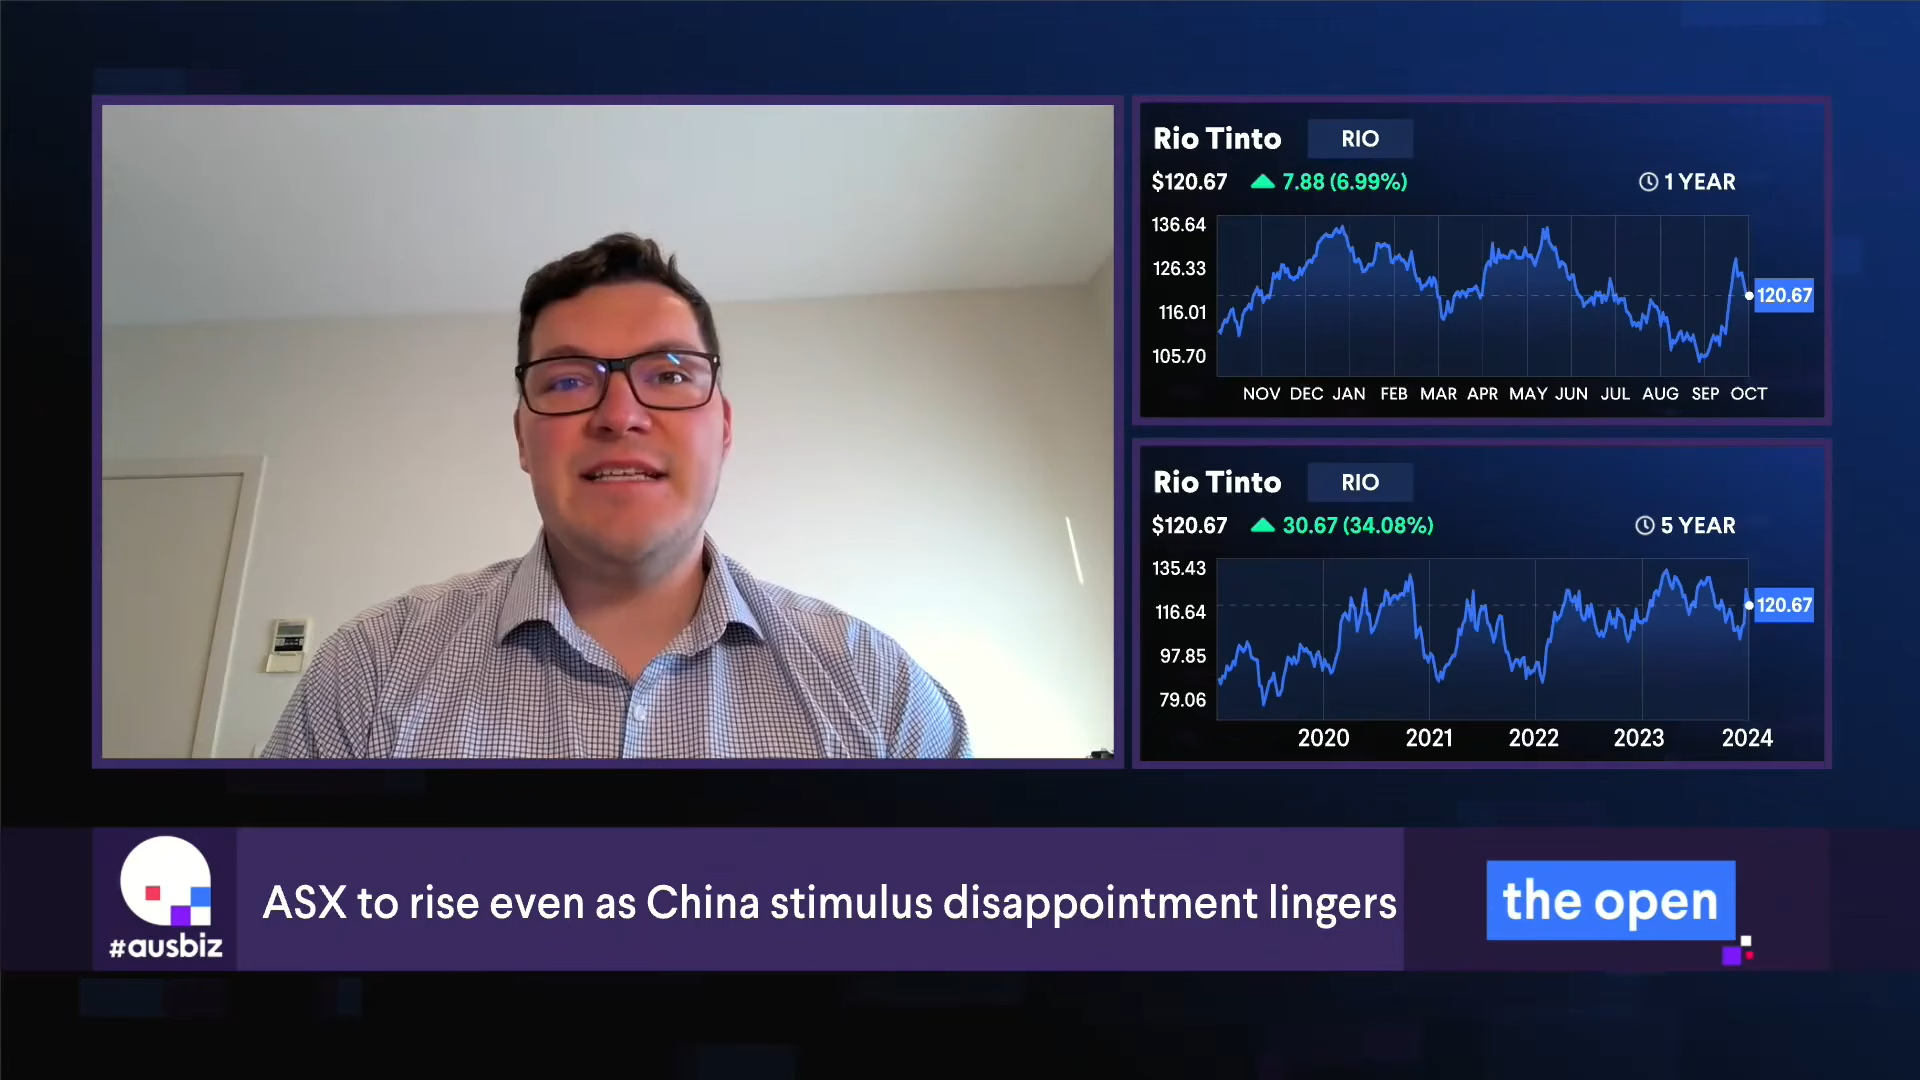 Rio Tinto RIO
$120.67 7.88 (6.99%) 1 YEAR
136.64
126.33
116.01
105.70
120.67
NOV DEC JAN FEB MAR APR MAY JUN JUL AUG SEP OCT
Rio Tinto RIO
$120.67 30.67 (34.08%) 5 YEAR
135.43
116.64
97.85
79.06
120.67
2020 2021 2022 2023 2024
#ausbiz
ASX to rise even as China stimulus disappointment lingers
the open